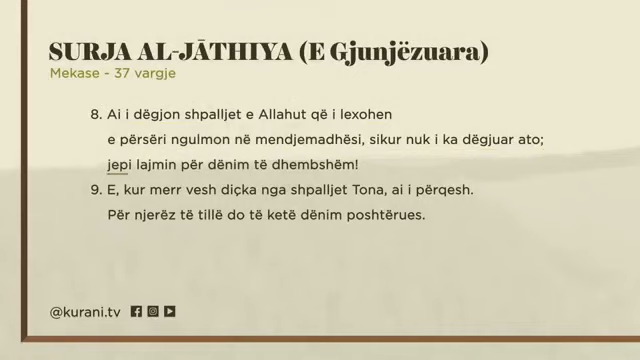 SURJA AL-JĀTHIYA (E Gjunjëzuara)
Mekase - 37 vargje
8. Ai i dëgjon shpalljet e Allahut që i lexohen
e përsëri ngulmon në mendjemadhësi, sikur nuk i ka dëgjuar ato;
jepi lajmin për dënim të dhembshëm!
9. E, kur merr vesh diçka nga shpalljet Tona, ai i përqesh.
Për njerëz të tillë do të ketë dënim poshtërues.
@kurani.tv